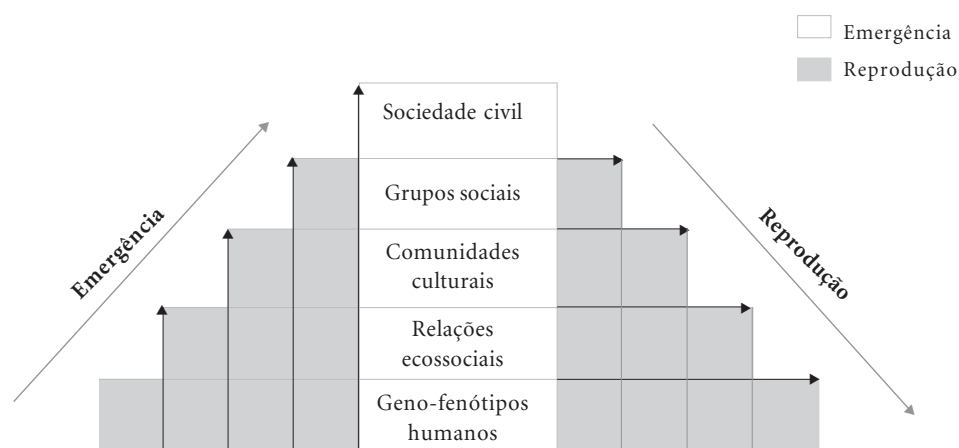 Emergência
Reprodução
Sociedade civil
Grupos sociais
Comunidades
culturais
Relações
ecossociais
Geno-fenótipos
humanos
Emergência
Reprodução